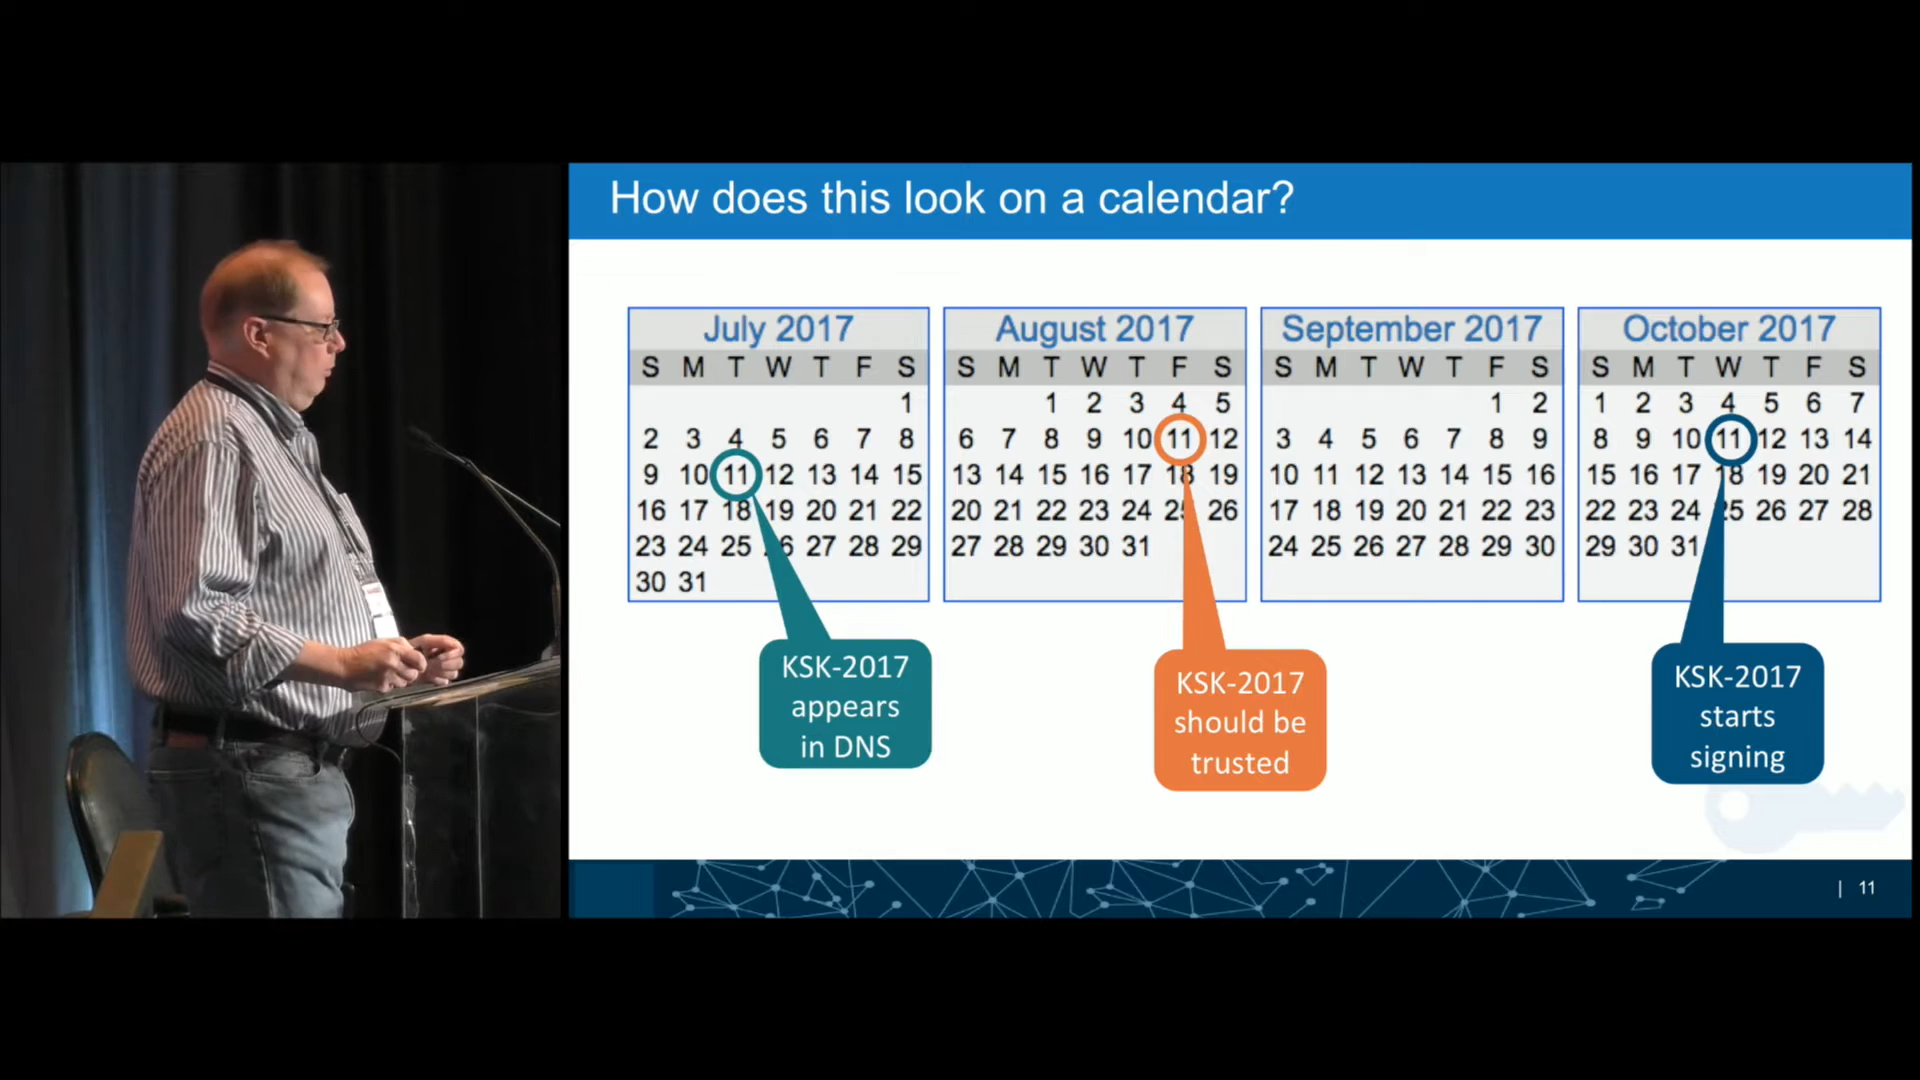 How does this look on a calendar?
July 2017
S M T W T F S
1
2 3 4 5 6 7 8
9 10 11 12 13 14 15
16 17 18 19 20 21 22
23 24 25 26 27 28 29
30 31
August 2017
S M T W T F S
1 2 3 4 5
6 7 8 9 10 11 12
13 14 15 16 17 18 19
20 21 22 23 24 25 26
27 28 29 30 31
September 2017
S M T W T F S
1 2
3 4 5 6 7 8 9
10 11 12 13 14 15 16
17 18 19 20 21 22 23
24 25 26 27 28 29 30
October 2017
S M T W T F S
1 2 3 4 5 6 7
8 9 10 11 12 13 14
15 16 17 18 19 20 21
22 23 24 25 26 27 28
29 30 31
KSK-2017
appears
in DNS
KSK-2017
should be
trusted
KSK-2017
starts
signing
| 11